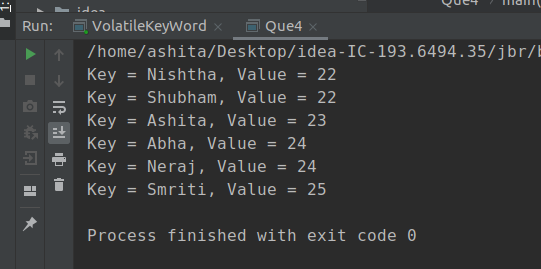 idea
Que4
main(
Run: VolatileKeyWord Que4
/home/ashita/Desktop/idea-IC-193.6494.35/jbr/b
Key = Nishtha, Value = 22
Key = Shubham, Value = 22
Key = Ashita, Value = 23
Key = Abha, Value = 24
Key = Neraj, Value = 24
Key = Smriti, Value = 25
Process finished with exit code 0